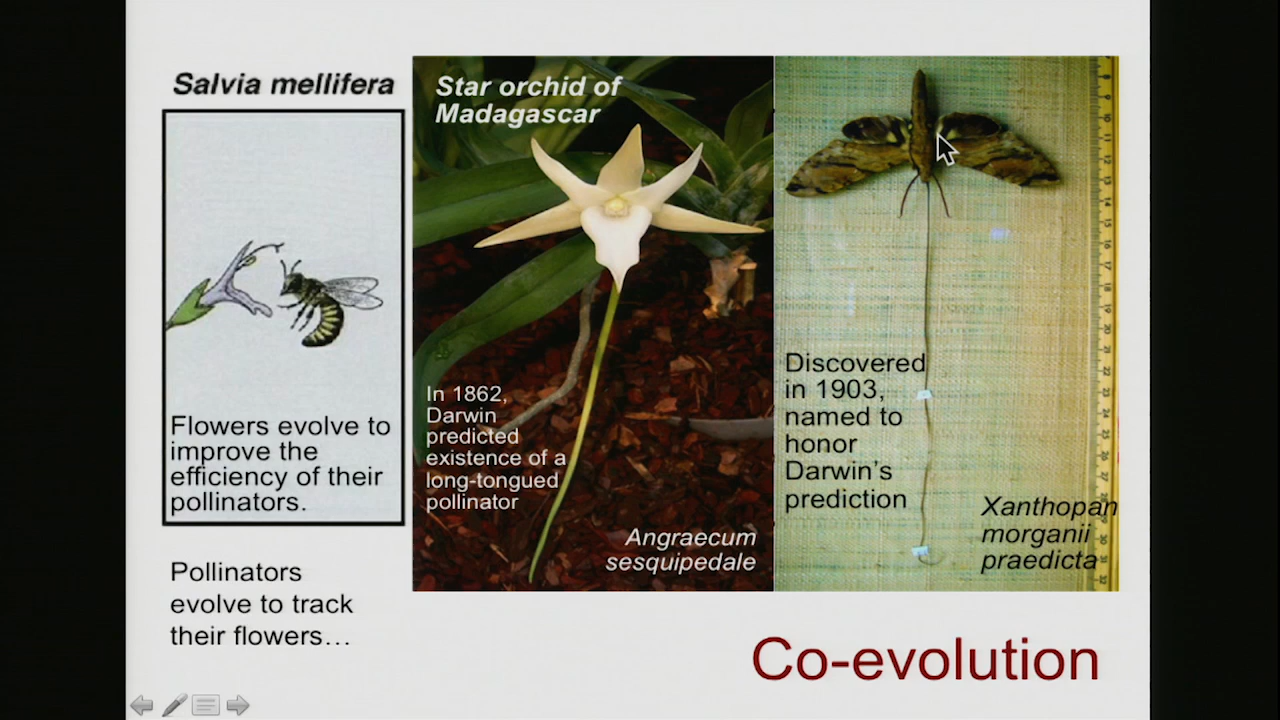 Salvia mellifera
Flowers evolve to
improve the
efficiency of their
pollinators.
Pollinators
evolve to track
their flowers…
Star orchid of
Madagascar
In 1862,
Darwin
predicted
existence of a
long-tongued
pollinator
Angraecum
sesquipedale
Discovered
in 1903,
named to
honor
Darwin's
prediction
Xanthopan
morganii
praedicta
Co-evolution